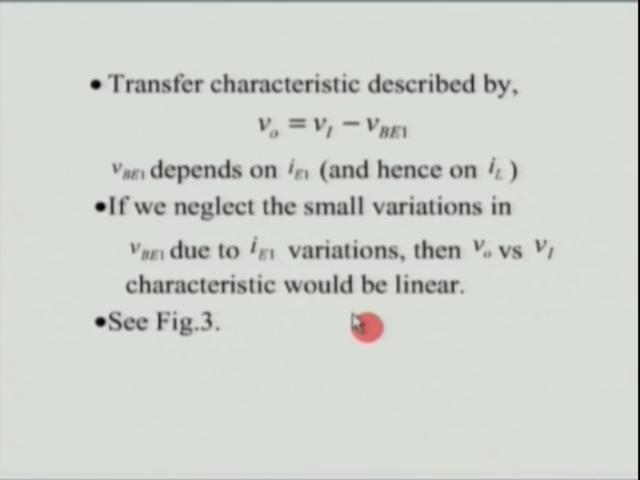 • Transfer characteristic described by,
v_o = v_I − v_BE1
v_BE1 depends on i_E1 (and hence on i_L )
•If we neglect the small variations in
v_BE1 due to i_E1 variations, then v_o vs v_I
characteristic would be linear.
•See Fig.3.